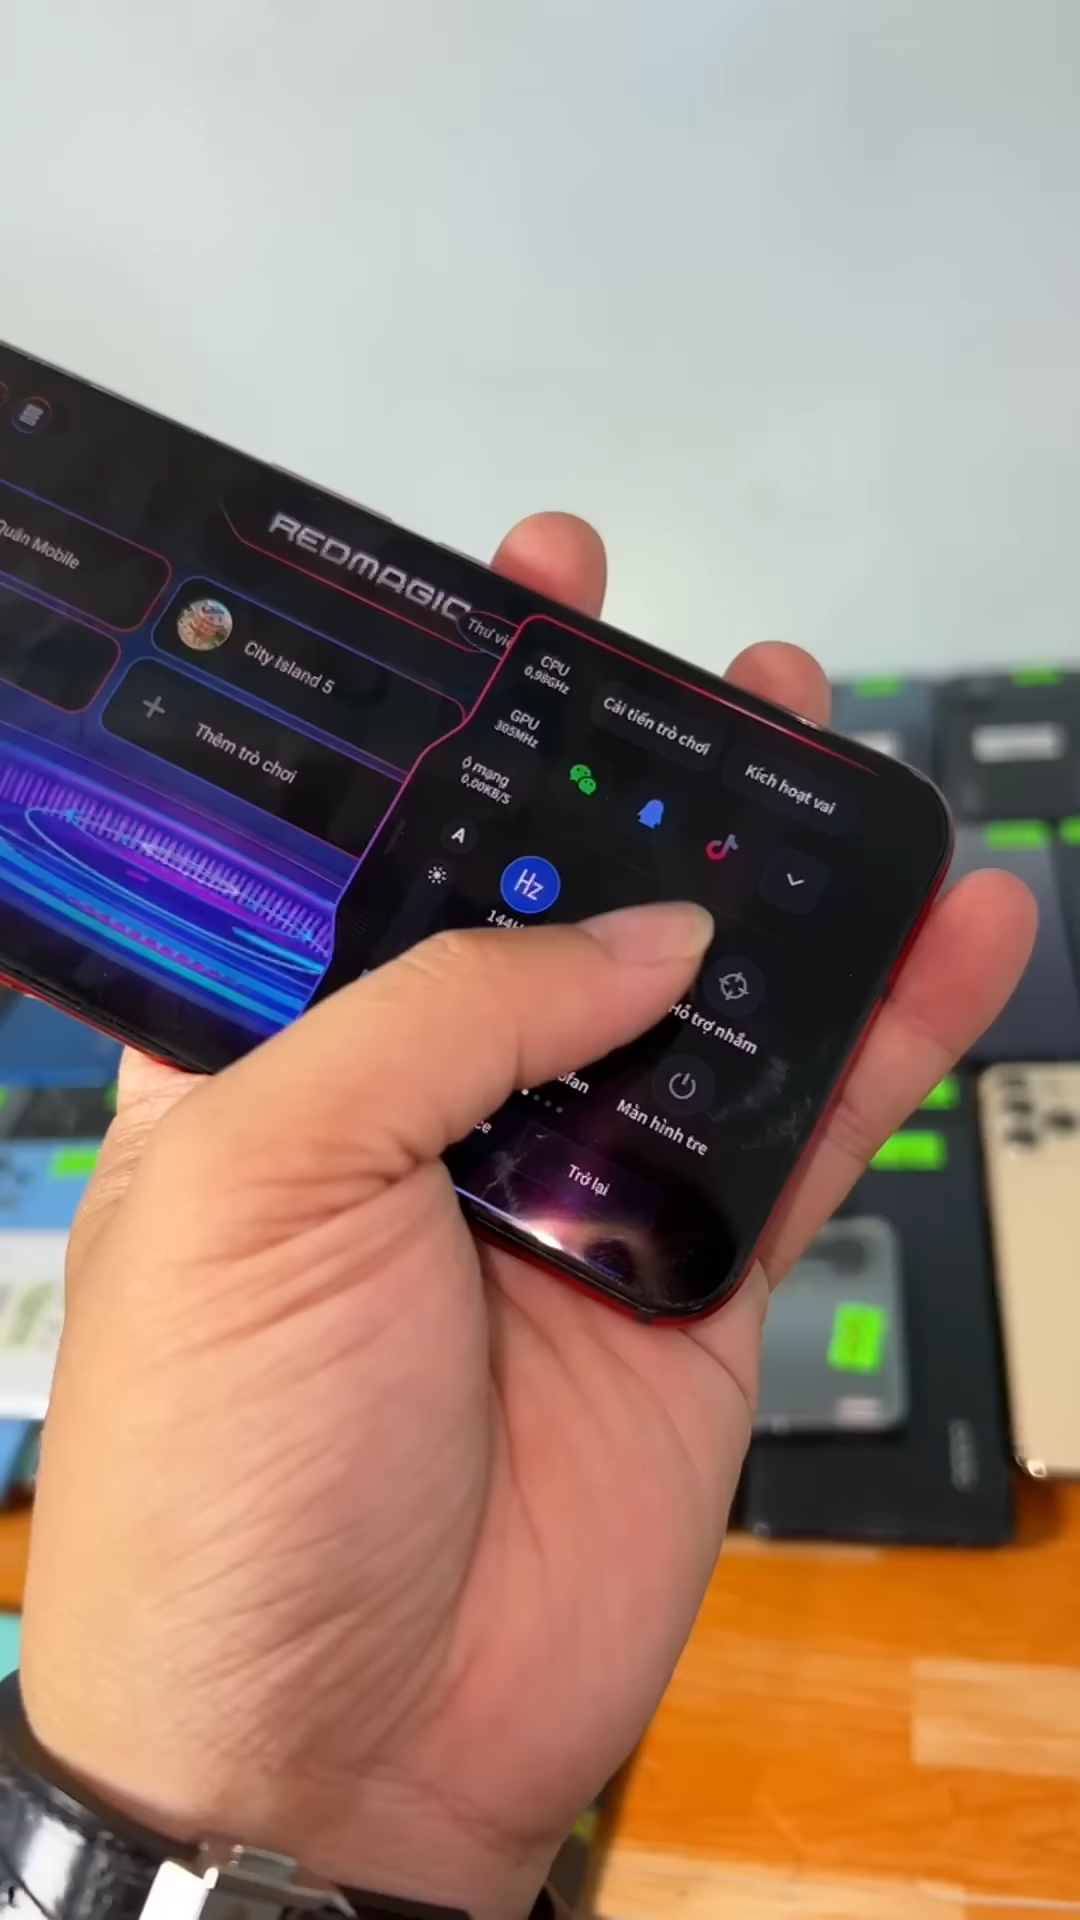 REDMAGIC
Quân Mobile
City Island 5
Thêm trò chơi
Thư
CPU
0,98GHz
GPU
305MHz
mạng
0,00KB/S
Cải tiến trò chơi
Kích hoạt vai
A
Hz
Hỗ trợ nhắm
Màn hình tre
Trở lại